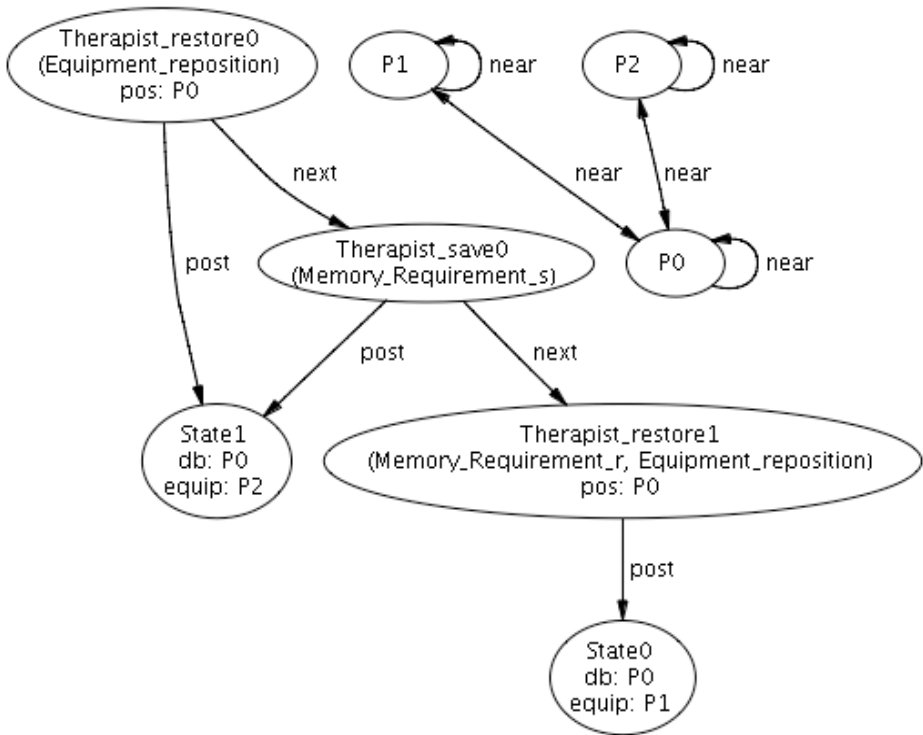 Therapist_restore0
(Equipment_reposition)
pos: P0
P1
near
P2
near
next
near
near
post
Therapist_save0
(Memory_Requirement_s)
P0
near
post
next
State1
db: P0
equip: P2
Therapist_restore1
(Memory_Requirement_r, Equipment_reposition)
pos: P0
post
State0
db: P0
equip: P1